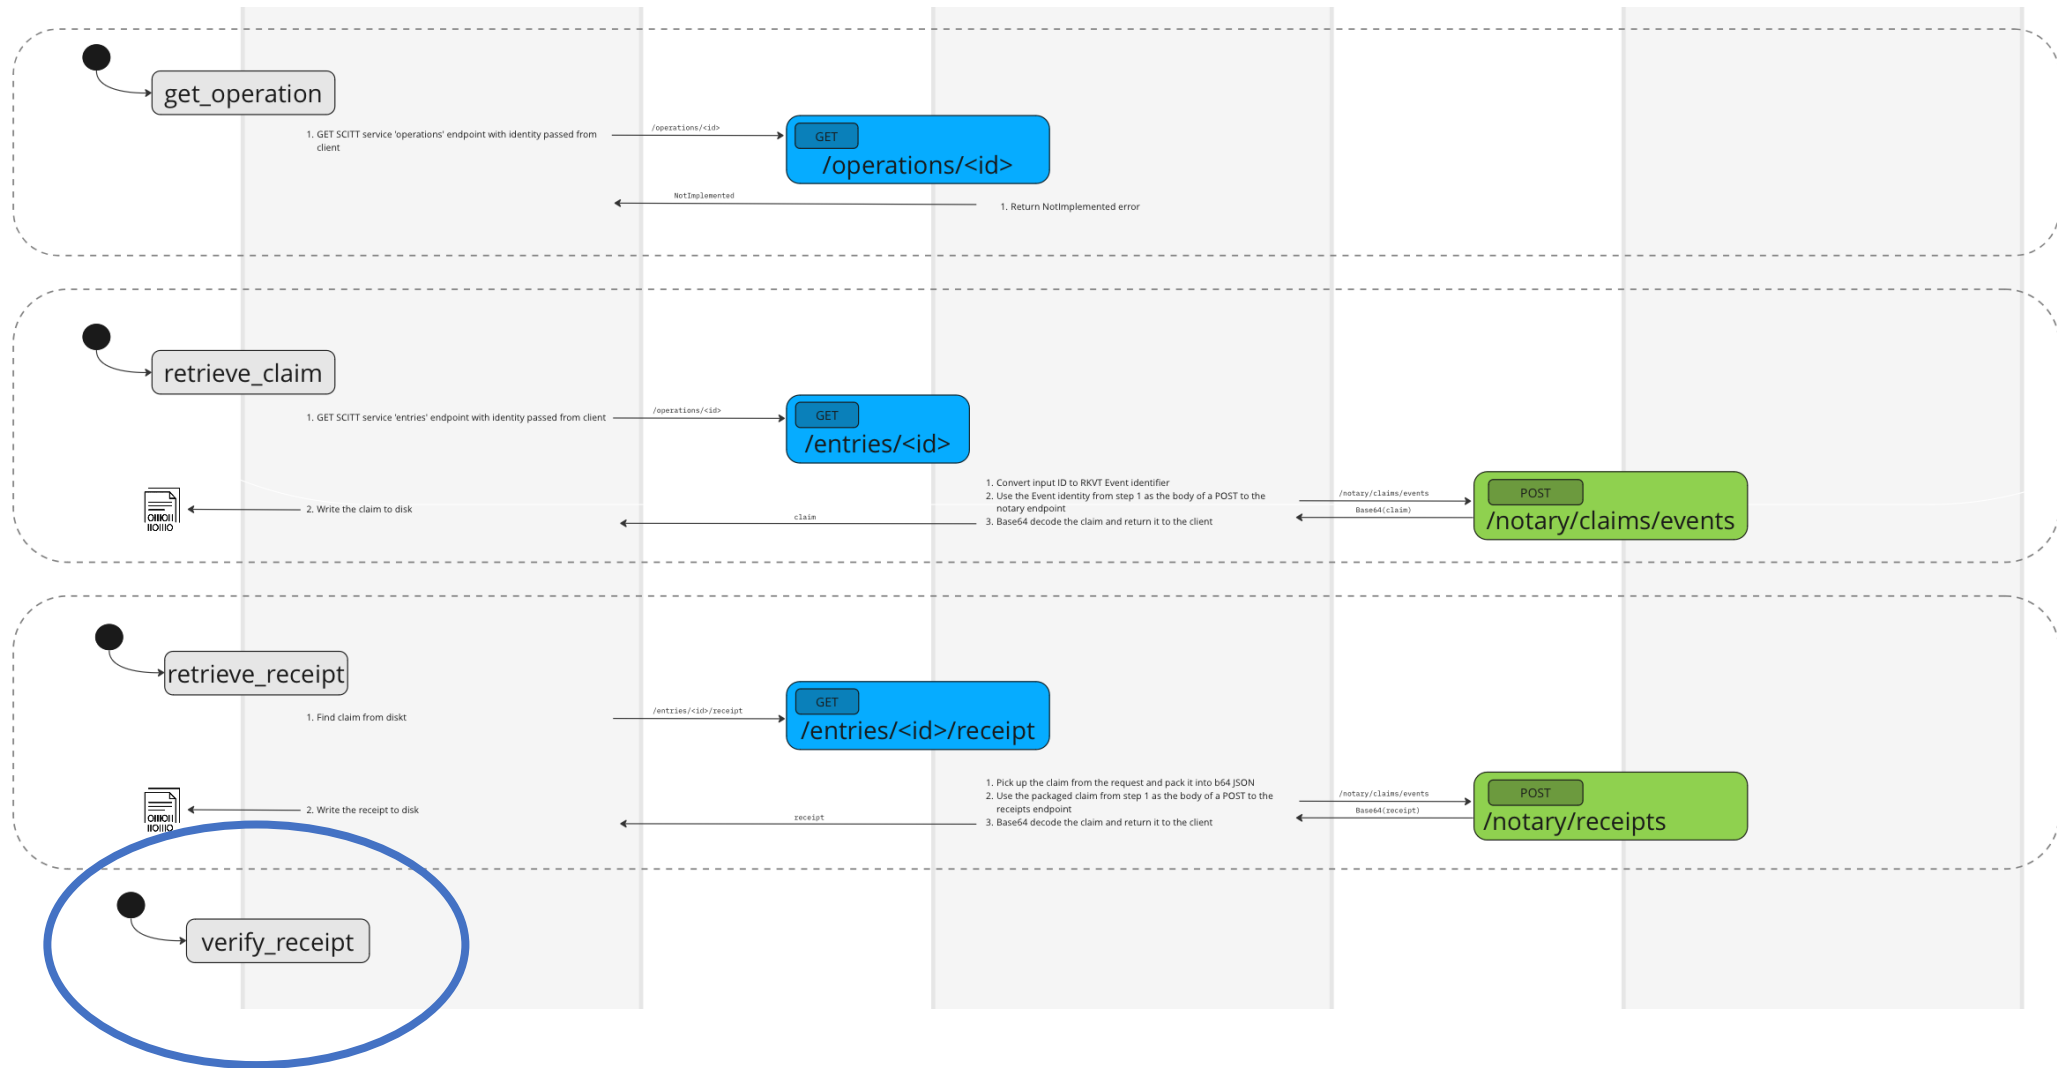 get_operation
1. GET SCITT service 'operations' endpoint with identity passed from
client
/operations/<id>
GET
/operations/<id>
NotImplemented
1. Return NotImplemented error
retrieve_claim
1. GET SCITT service 'entries' endpoint with identity passed from client
/operations/<id>
GET
/entries/<id>
1. Convert input ID to RKVT Event identifier
2. Use the Event identity from step 1 as the body of a POST to the
notary endpoint
3. Base64 decode the claim and return it to the client
/notary/claims/events
Base64(claim)
POST
/notary/claims/events
claim
2. Write the claim to disk
retrieve_receipt
1. Find claim from diskt
/entries/<id>/receipt
GET
/entries/<id>/receipt
1. Pick up the claim from the request and pack it into b64 JSON
2. Use the packaged claim from step 1 as the body of a POST to the
receipts endpoint
3. Base64 decode the claim and return it to the client
/notary/claims/events
Base64(receipt)
POST
/notary/receipts
receipt
2. Write the receipt to disk
verify_receipt